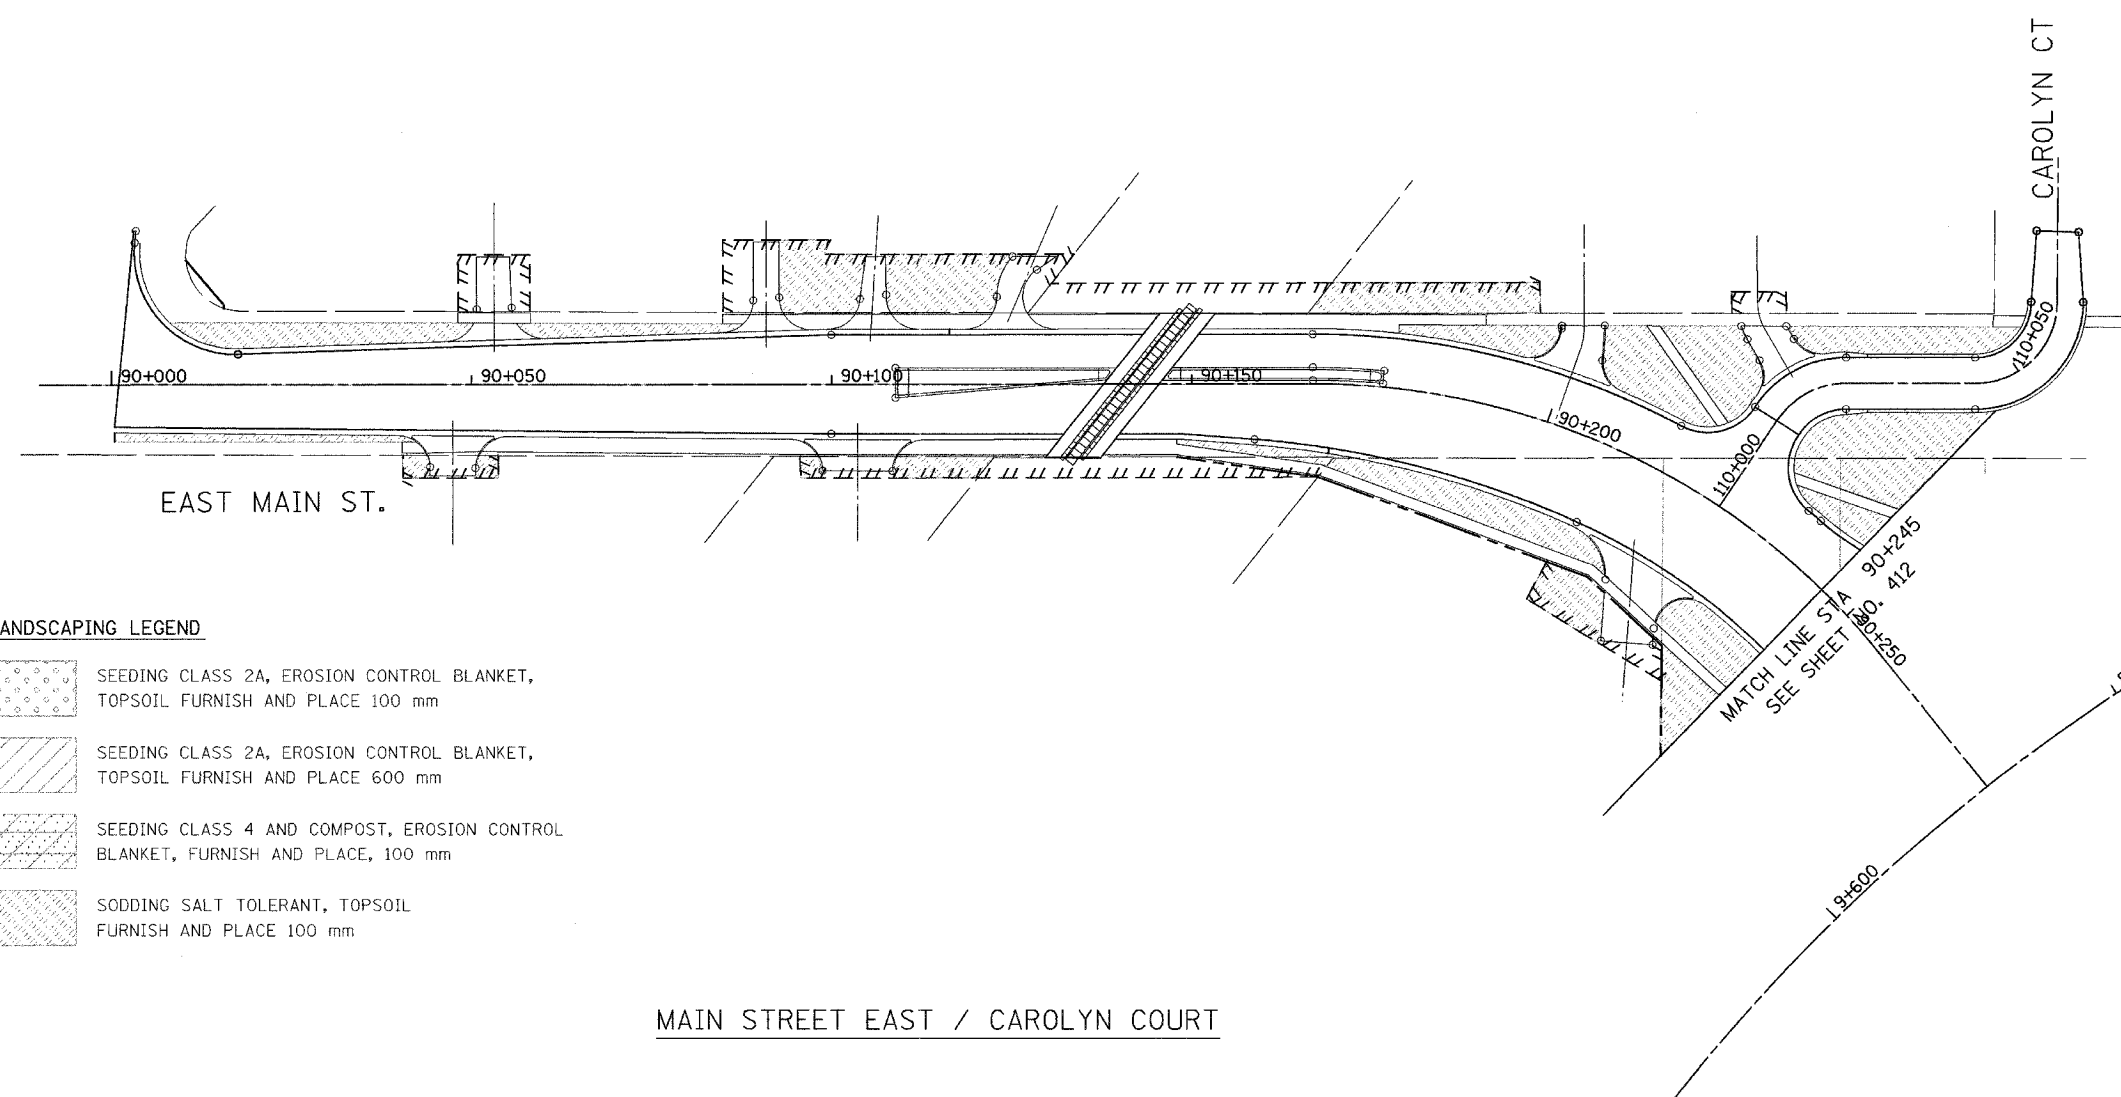 CAROLYN CT
90+000
90+050
90+100
90+150
90+200
110+000
110+050
EAST MAIN ST.
MATCH LINE STA 90+245
SEE SHEET NO. 412
90+250
19+600
ANDSCAPING LEGEND
SEEDING CLASS 2A, EROSION CONTROL BLANKET,
TOPSOIL FURNISH AND PLACE 100 mm
SEEDING CLASS 2A, EROSION CONTROL BLANKET,
TOPSOIL FURNISH AND PLACE 600 mm
SEEDING CLASS 4 AND COMPOST, EROSION CONTROL
BLANKET, FURNISH AND PLACE, 100 mm
SODDING SALT TOLERANT, TOPSOIL
FURNISH AND PLACE 100 mm
MAIN STREET EAST / CAROLYN COURT